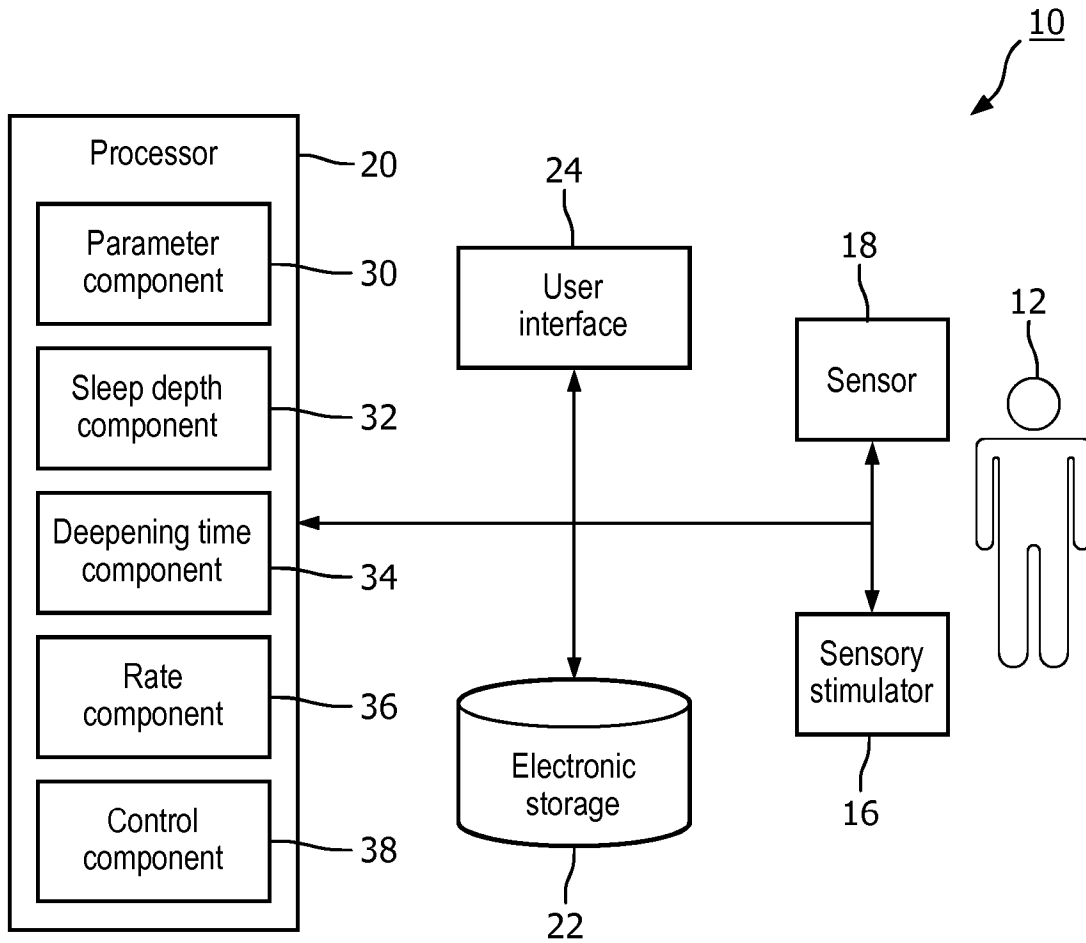 10
Processor
20
Parameter
component
30
Sleep depth
component
32
Deepening time
component
34
Rate
component
36
Control
component
38
24
User
interface
Electronic
storage
22
18
Sensor
12
Sensory
stimulator
16